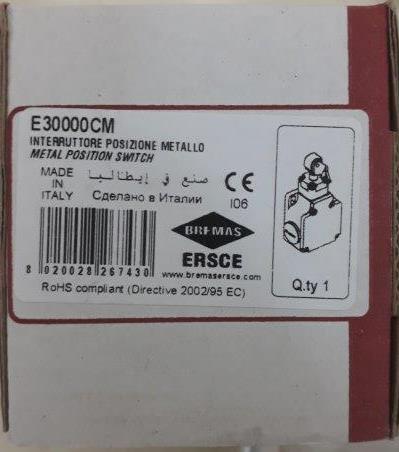 E30000CM
INTERRUTTORE POSIZIONE METALLO
METAL POSITION SWITCH
MADE IN ITALY
صنع في إيطاليا
Сделано в Италии
CE
I06
BREMAS
ERSCE
www.bremasersce.com
8 020028 267430
RoHS compliant (Directive 2002/95 EC)
Q.ty 1